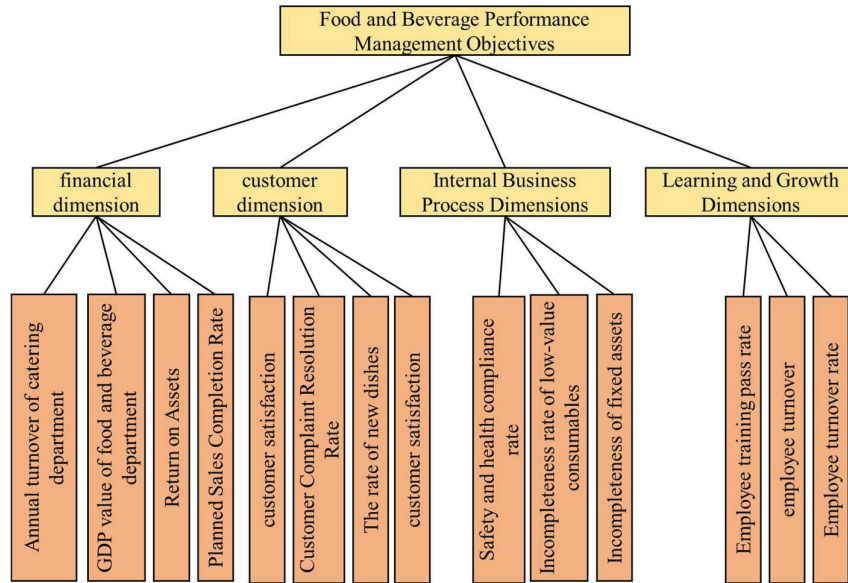 Food and Beverage Performance
Management Objectives
financial
dimension
customer
dimension
Internal Business
Process Dimensions
Learning and Growth
Dimensions
Annual turnover of catering
department
GDP value of food and beverage
department
Return on Assets
Planned Sales Completion Rate
customer satisfaction
Customer Complaint Resolution
Rate
The rate of new dishes
customer satisfaction
Safety and health compliance
rate
Incompleteness rate of low-value
consumables
Incompleteness of fixed assets
Employee training pass rate
employee turnover
Employee turnover rate